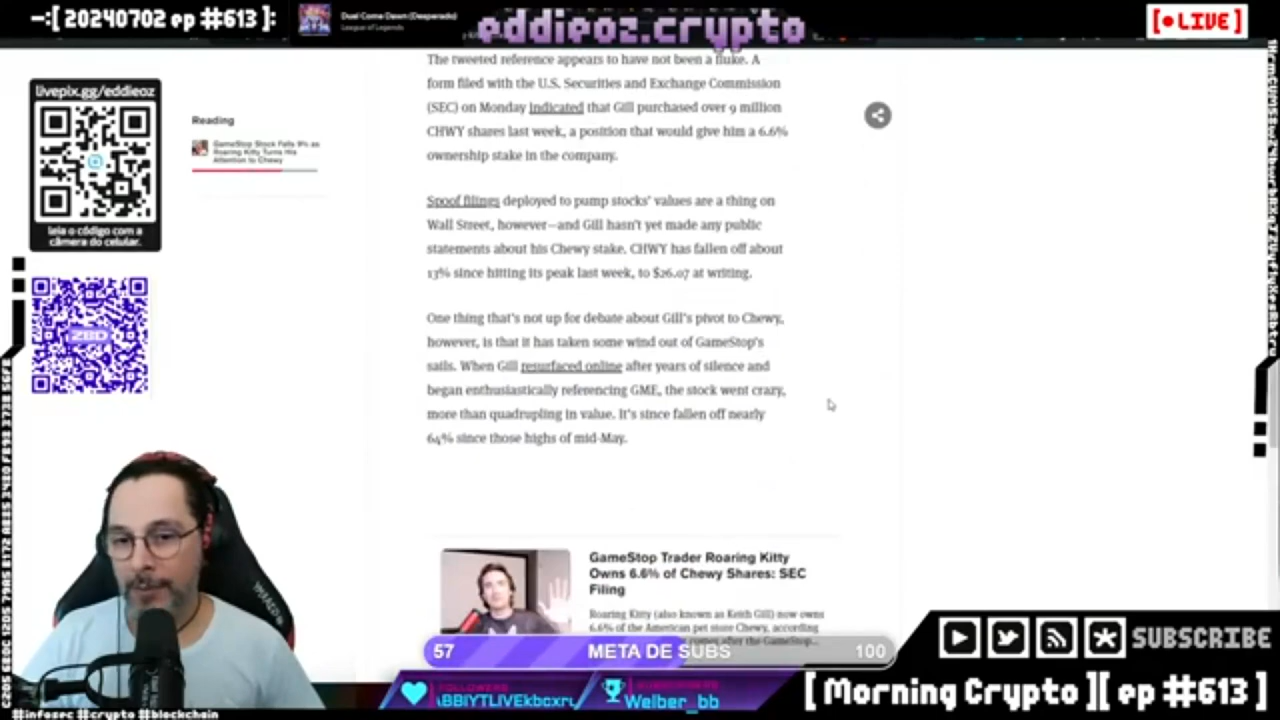 -:[ 20240702 ep ##613 ]:
Duel Come Dawn (Desperado)
League of Legends
eddieoz.crypto
[●LIVE]
livepix.gg/eddieoz
leia o código com a
câmera do celular.
ZBD
Reading
GameStop Stock Falls 9% as
Roaring Kitty Turns His
Attention to Chewy
The tweeted reference appears to have not been a fluke. A
form filed with the U.S. Securities and Exchange Commission
(SEC) on Monday indicated that Gill purchased over 9 million
CHWY shares last week, a position that would give him a 6.6%
ownership stake in the company.
Spoof filings deployed to pump stocks' values are a thing on
Wall Street, however—and Gill hasn't yet made any public
statements about his Chewy stake. CHWY has fallen off about
13% since hitting its peak last week, to $26.07 at writing.
One thing that's not up for debate about Gill's pivot to Chewy,
however, is that it has taken some wind out of GameStop's
sails. When Gill resurfaced online after years of silence and
began enthusiastically referencing GME, the stock went crazy,
more than quadrupling in value. It's since fallen off nearly
64% since those highs of mid-May.
GameStop Trader Roaring Kitty
Owns 6.6% of Chewy Shares: SEC
Filing
Roaring Kitty (also known as Keith Gill) now owns
6.6% of the American pet store Chewy, according
comes after the GameStop...
57 META DE SUBS 100
SUBSCRIBE
Welber_bb
[ Morning Crypto ][ ep ##613 ]
##infosec ##crypto ##blockchain